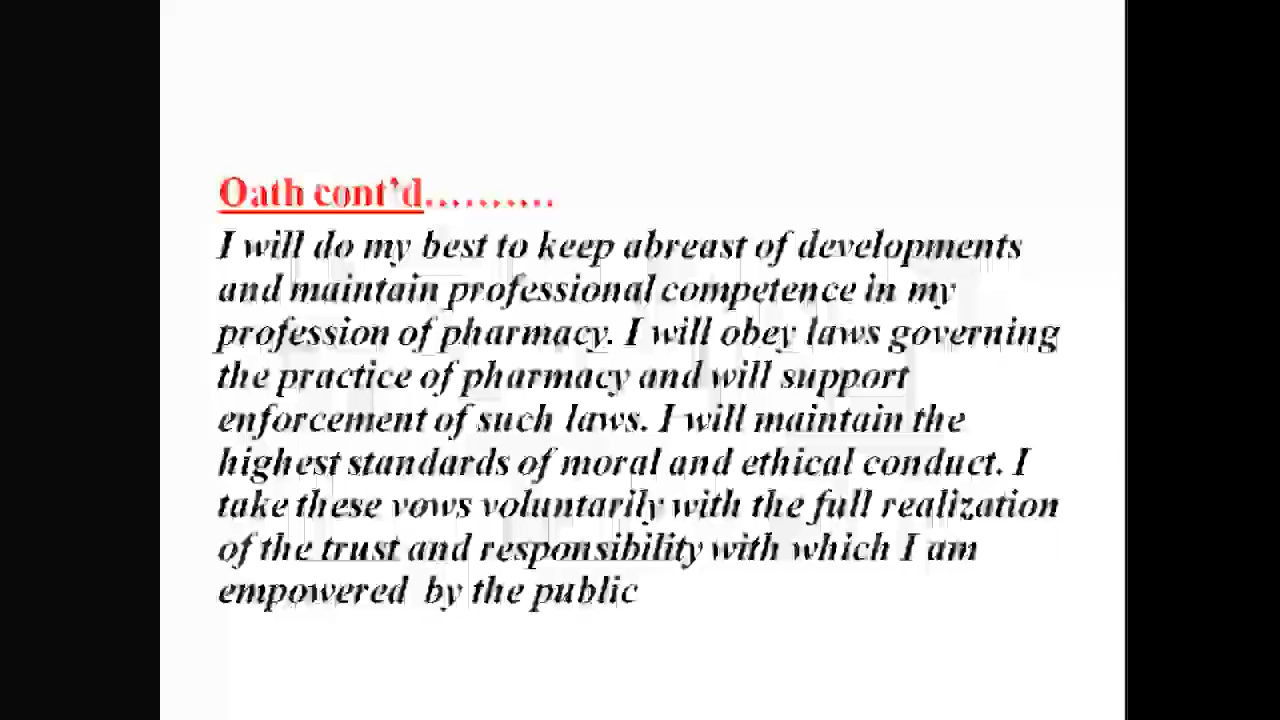 Oath cont'd..........
I will do my best to keep abreast of developments
and maintain professional competence in my
profession of pharmacy. I will obey laws governing
the practice of pharmacy and will support
enforcement of such laws. I will maintain the
highest standards of moral and ethical conduct. I
take these vows voluntarily with the full realization
of the trust and responsibility with which I am
empowered by the public